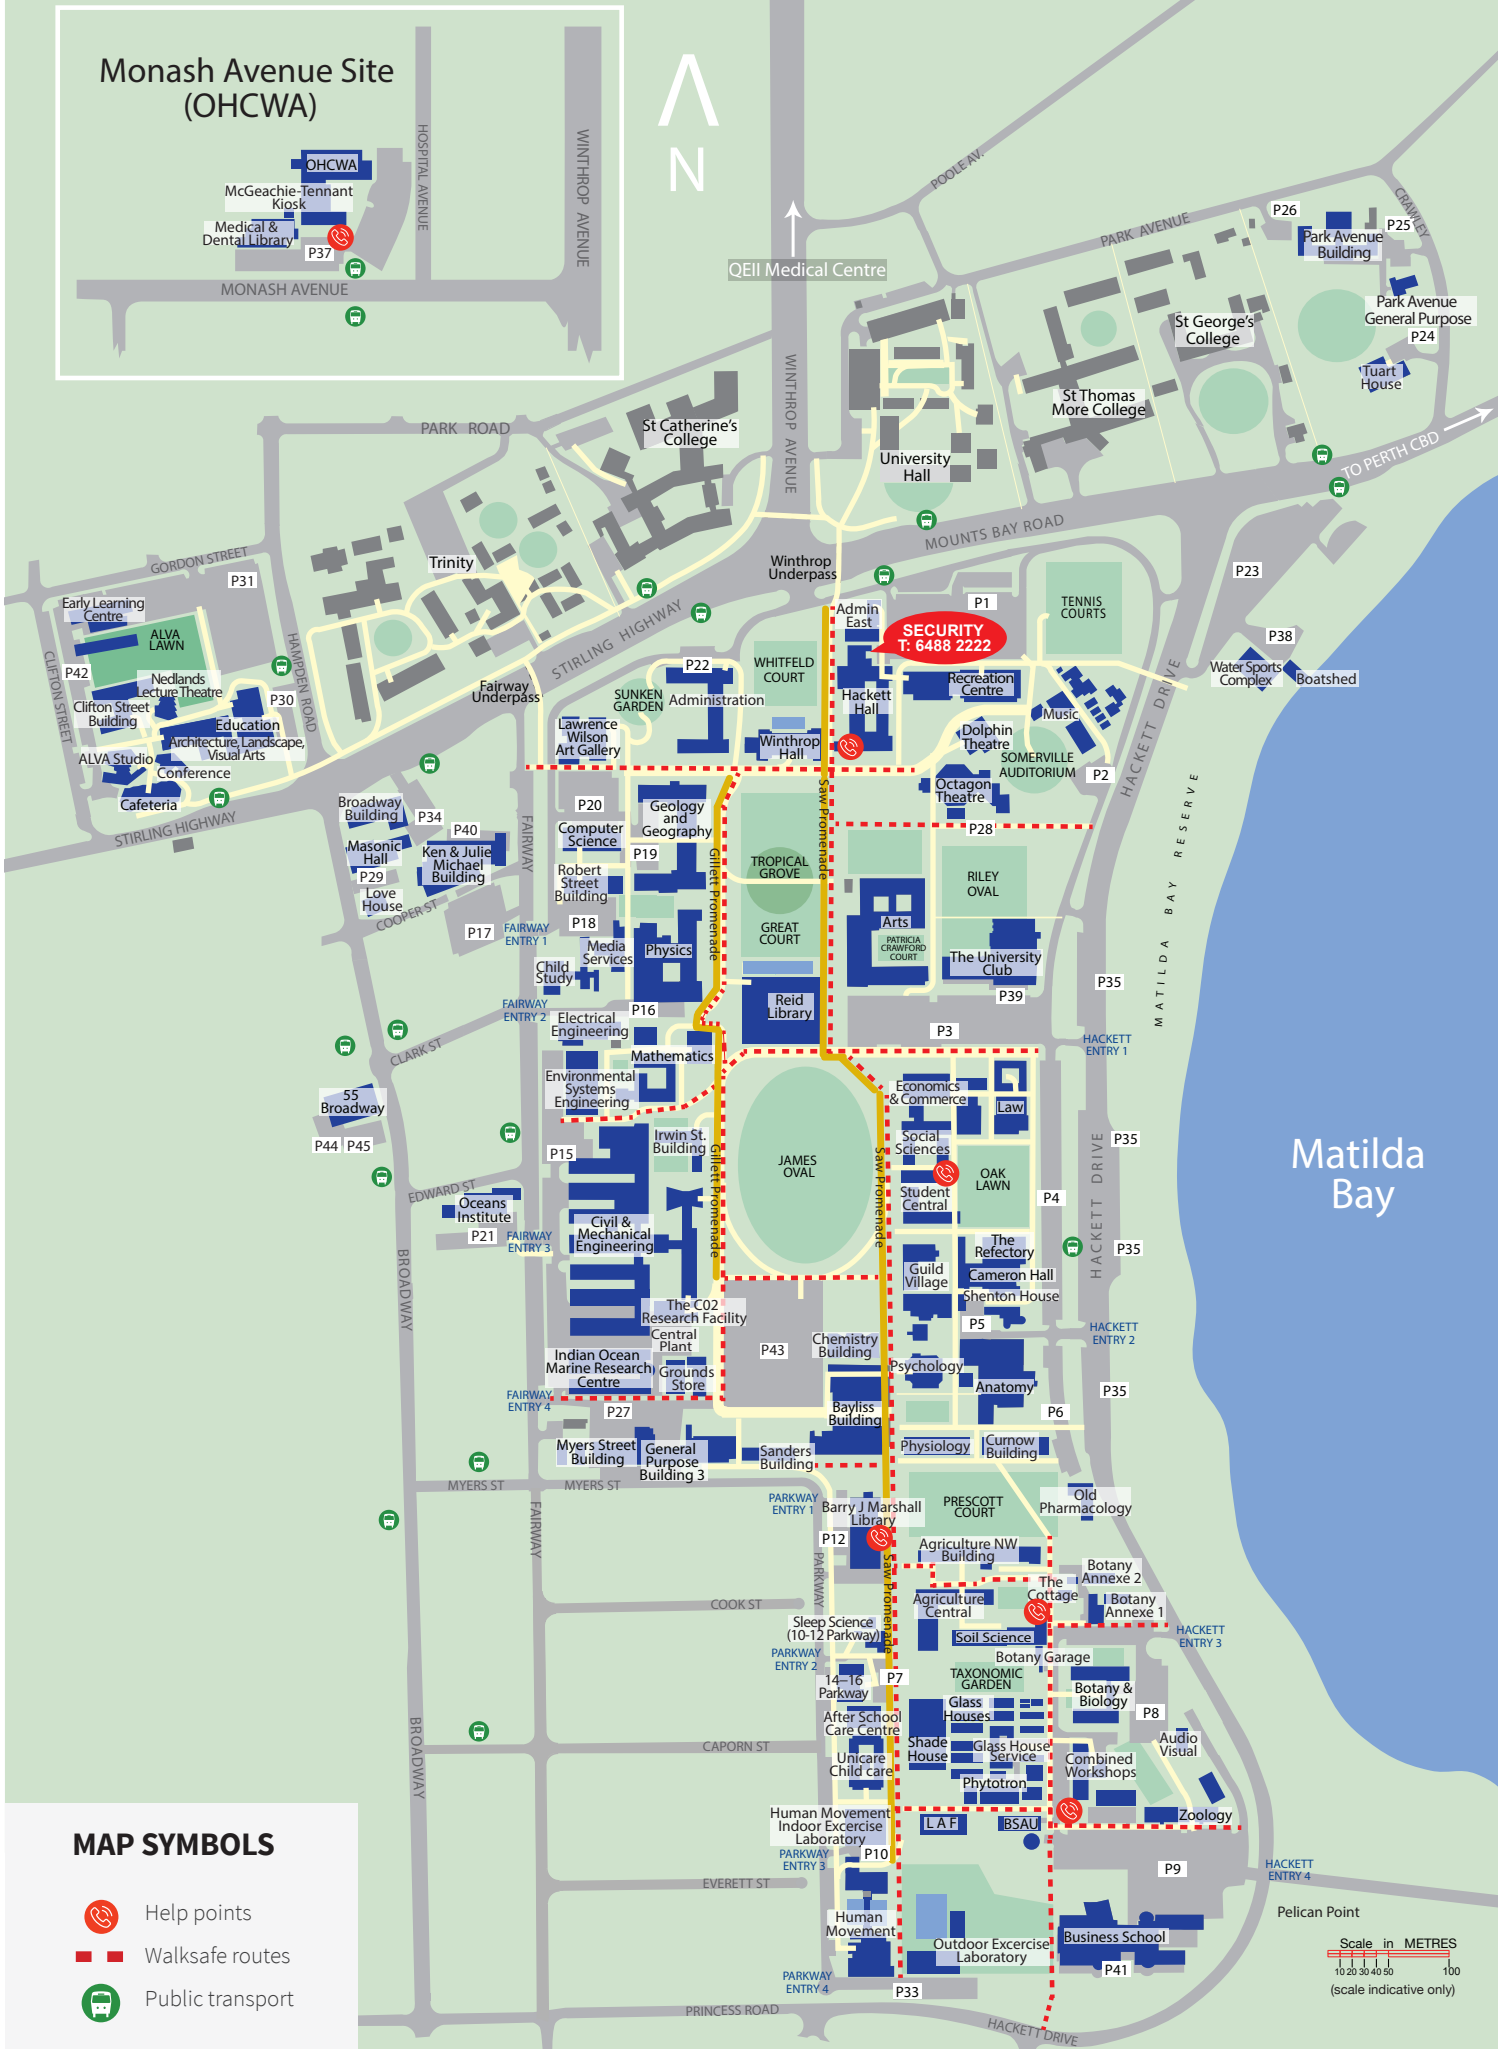 Monash Avenue Site
(OHCWA)
OHCWA
McGeachie-Tennant
Kiosk
Medical &
Dental Library
P37
HOSPITAL AVENUE
WINTHROP AVENUE
MONASH AVENUE
N
QEII Medical Centre
WINTHROP AVENUE
POOLE AV.
PARK AVENUE
CRAWLEY
P26
P25
Park Avenue
Building
Park Avenue
General Purpose
P24
Tuart
House
St George's
College
St Thomas
More College
TO PERTH CBD
University
Hall
St Catherine's
College
PARK ROAD
MOUNTS BAY ROAD
Winthrop
Underpass
Trinity
GORDON STREET
P31
Early Learning
Centre
ALVA
LAWN
P42
CLIFTON STREET
HAMPDEN ROAD
Nedlands
Lecture Theatre
Clifton Street
Building
P30
Education
Architecture, Landscape,
Visual Arts
ALVA Studio
Conference
Cafeteria
STIRLING HIGHWAY
STIRLING HIGHWAY
Fairway
Underpass
Admin
East
P1
SECURITY
T: 6488 2222
TENNIS
COURTS
P23
P38
Water Sports
Complex
Boatshed
P22
WHITFELD
COURT
SUNKEN
GARDEN
Administration
Hackett
Hall
Recreation
Centre
Music
HACKETT DRIVE
Lawrence
Wilson
Art Gallery
Winthrop
Hall
Dolphin
Theatre
SOMERVILLE
AUDITORIUM
P2
Octagon
Theatre
P28
MATILDA BAY RESERVE
Broadway
Building
P34
P40
Masonic
Hall
Ken & Julie
Michael
Building
P29
Love
House
COOPER ST
P17
FAIRWAY
P20
Geology
and
Geography
Computer
Science
P19
Robert
Street
Building
P18
FAIRWAY
ENTRY 1
Media
Services
Physics
Child
Study
FAIRWAY
ENTRY 2
P16
Gillett Promenade
Saw Promenade
TROPICAL
GROVE
GREAT
COURT
Reid
Library
RILEY
OVAL
Arts
PATRICIA
CRAWFORD
COURT
The University
Club
P39
P35
P3
HACKETT
ENTRY 1
Electrical
Engineering
Mathematics
Environmental
Systems
Engineering
CLARK ST
55
Broadway
P44
P45
P15
Irwin St.
Building
EDWARD ST
Oceans
Institute
P21
FAIRWAY
ENTRY 3
Civil &
Mechanical
Engineering
Gillett Promenade
JAMES
OVAL
Saw Promenade
Economics
& Commerce
Law
Social
Sciences
Student
Central
OAK
LAWN
P4
P35
HACKETT DRIVE
Matilda
Bay
P35
The
Refectory
Guild
Village
Cameron Hall
Shenton House
P5
HACKETT
ENTRY 2
BROADWAY
The C02
Research Facility
Central
Plant
Indian Ocean
Marine Research
Centre
Grounds
Store
FAIRWAY
ENTRY 4
P27
P43
Chemistry
Building
Psychology
Anatomy
P35
Bayliss
Building
P6
Myers Street
Building
General
Purpose
Building 3
Sanders
Building
Physiology
Curnow
Building
MYERS ST
MYERS ST
FAIRWAY
PARKWAY
ENTRY 1
Barry J Marshall
Library
PRESCOTT
COURT
Old
Pharmacology
P12
PARKWAY
Saw Promenade
Agriculture NW
Building
Botany
Annexe 2
The
Cottage
Agriculture
Central
Botany
Annexe 1
COOK ST
Sleep Science
(10-12 Parkway)
Soil Science
HACKETT
ENTRY 3
PARKWAY
ENTRY 2
Botany Garage
P7
TAXONOMIC
GARDEN
14–16
Parkway
Botany &
Biology
Glass
Houses
P8
After School
Care Centre
BROADWAY
CAPORN ST
Shade
House
Glass House
Service
Audio
Visual
Unicare
Child care
Combined
Workshops
Phytotron
Human Movement
Indoor Excercise
Laboratory
L A F
BSAU
Zoology
PARKWAY
ENTRY 3
P10
P9
HACKETT
ENTRY 4
EVERETT ST
Pelican Point
Human
Movement
Business School
Outdoor Excercise
Laboratory
P41
PARKWAY
ENTRY 4
P33
PRINCESS ROAD
HACKETT DRIVE
Scale in METRES
10 20 30 40 50 100
(scale indicative only)
MAP SYMBOLS
Help points
Walksafe routes
Public transport